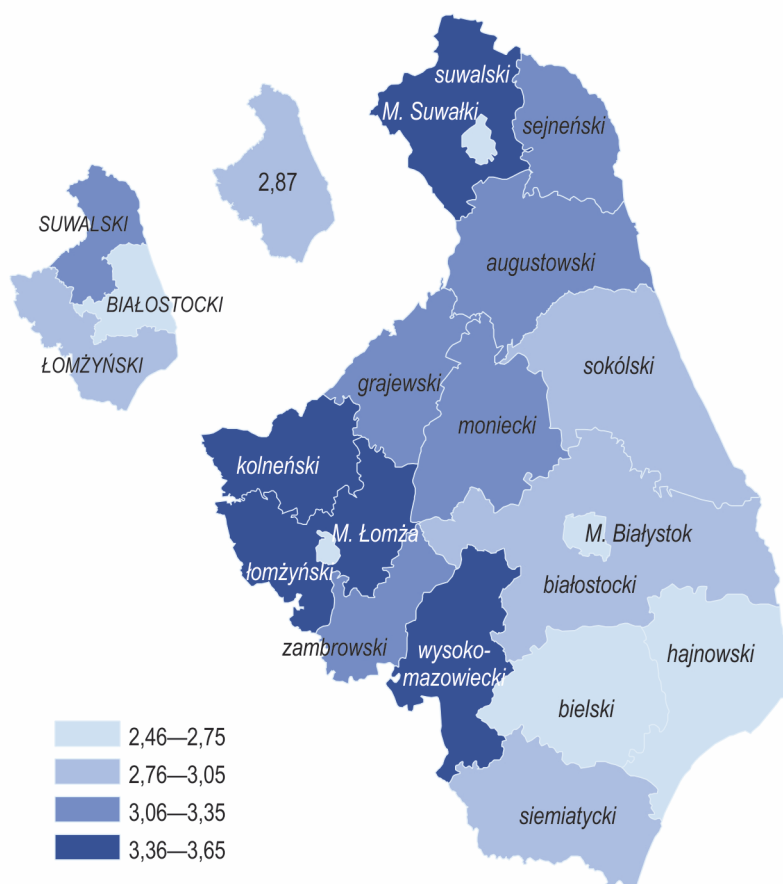 suwalski
M. Suwałki
sejneński
2,87
SUWALSKI
augustowski
BIAŁOSTOCKI
ŁOMŻYŃSKI
sokólski
grajewski
moniecki
kolneński
M. Łomża
M. Białystok
łomżyński
białostocki
zambrowski
wysoko-
mazowiecki
hajnowski
bielski
siemiatycki
2,46—2,75
2,76—3,05
3,06—3,35
3,36—3,65